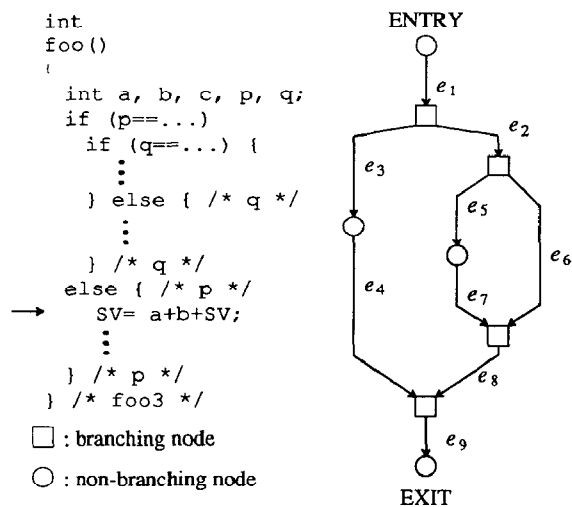 int
foo()
{
int a, b, c, p, q;
if (p==...)
if (q==...) {
} else { /* q */
} /* q */
else { /* p */
SV= a+b+SV;
} /* p */
} /* foo3 */
: branching node
: non-branching node
ENTRY
e1
e2
e3
e5
e6
e4
e7
e8
e9
EXIT